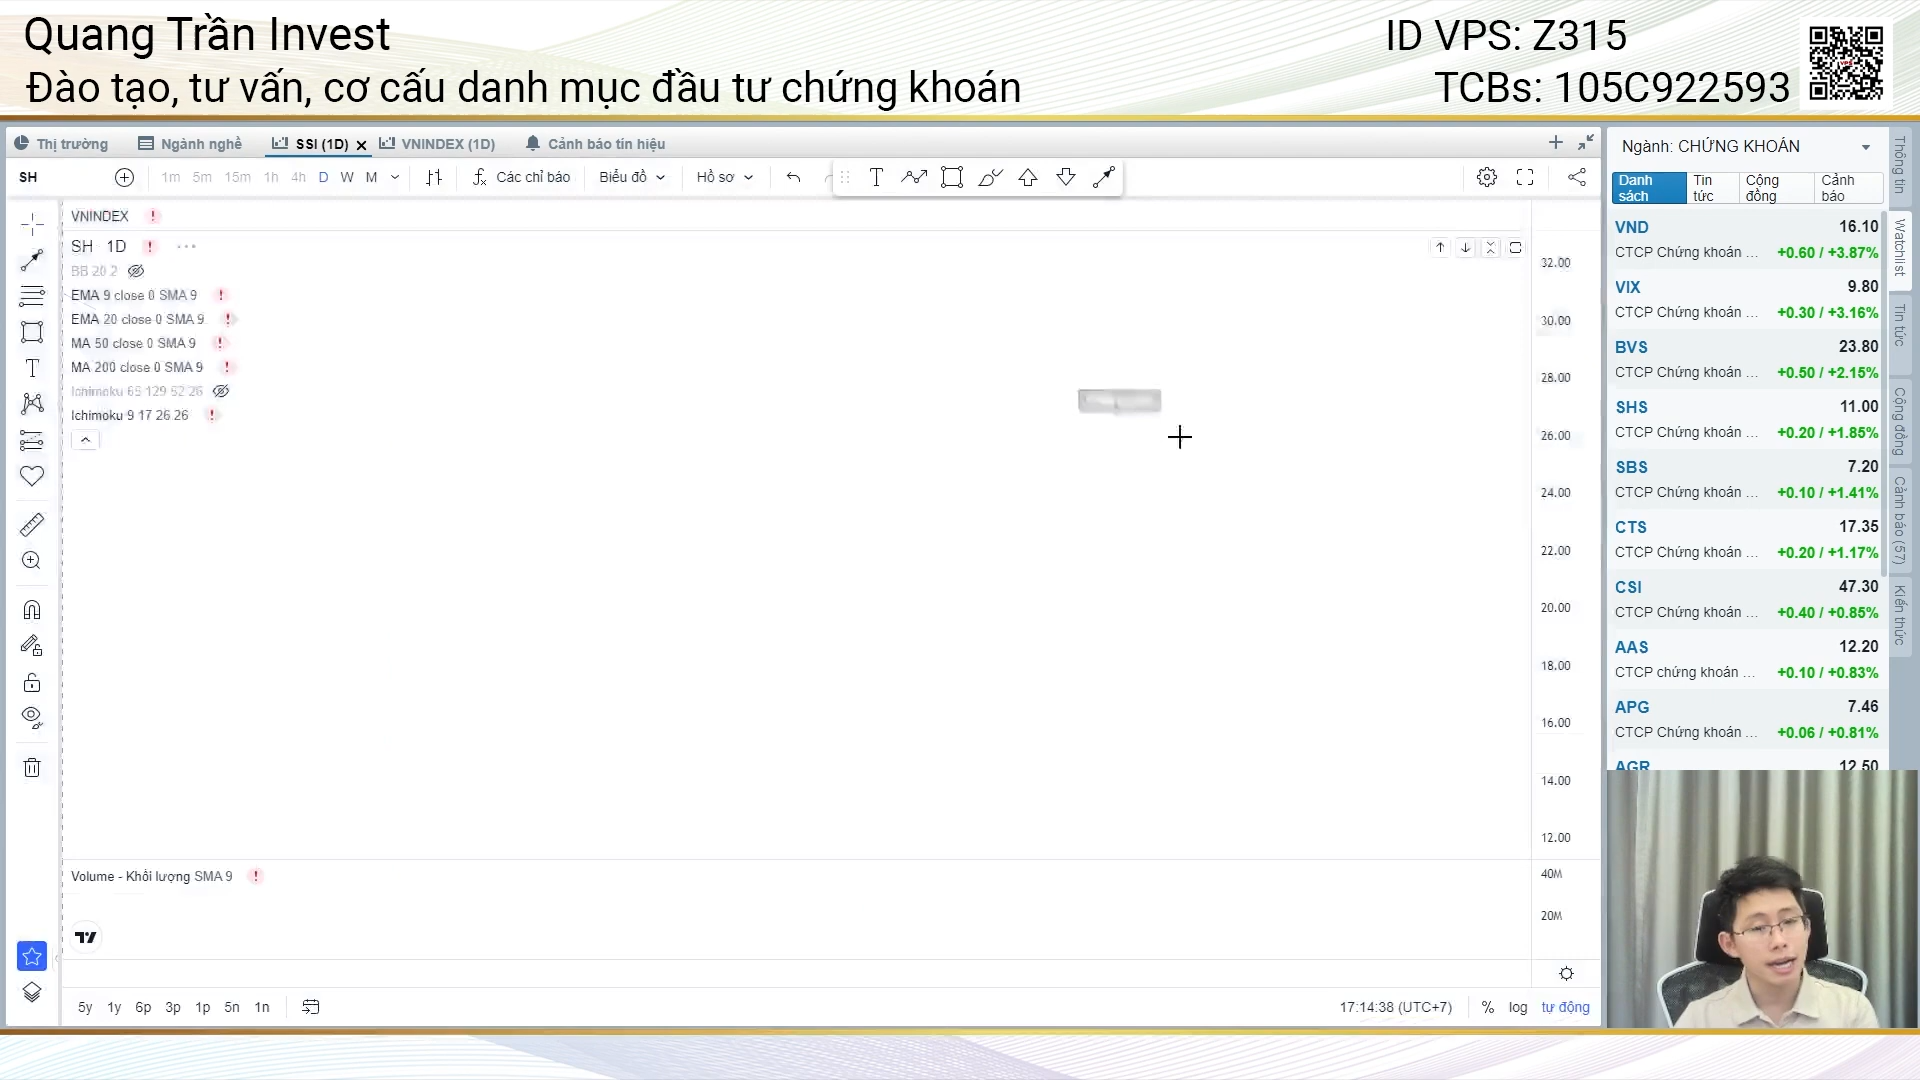 Quang Trần Invest
Đào tạo, tư vấn, cơ cấu danh mục đầu tư chứng khoán
ID VPS: Z315
TCBs: 105C922593
Thị trường
Ngành nghề
SSI (1D)
VNINDEX (1D)
Cảnh báo tín hiệu
SH
1m 5m 15m 1h 4h D W M
Các chỉ báo
Biểu đồ
Hồ sơ
VNINDEX
SH 1D
BB 20 2
EMA 9 close 0 SMA 9
EMA 20 close 0 SMA 9
MA 50 close 0 SMA 9
MA 200 close 0 SMA 9
Ichimoku 65 129 52 26
Ichimoku 9 17 26 26
32.00
30.00
28.00
26.00
24.00
22.00
20.00
18.00
16.00
14.00
12.00
Volume - Khối lượng SMA 9
40M
20M
5y 1y 6p 3p 1p 5n 1n
17:14:38 (UTC+7)
% log tự động
Ngành: CHỨNG KHOÁN
Danh sách
Tin tức
Cộng đồng
Cảnh báo
VND 16.10
CTCP Chứng khoán ... +0.60 / +3.87%
VIX 9.80
CTCP Chứng khoán ... +0.30 / +3.16%
BVS 23.80
CTCP Chứng khoán ... +0.50 / +2.15%
SHS 11.00
CTCP Chứng khoán ... +0.20 / +1.85%
SBS 7.20
CTCP Chứng khoán ... +0.10 / +1.41%
CTS 17.35
CTCP Chứng khoán ... +0.20 / +1.17%
CSI 47.30
CTCP Chứng khoán ... +0.40 / +0.85%
AAS 12.20
CTCP chứng khoán ... +0.10 / +0.83%
APG 7.46
CTCP Chứng khoán ... +0.06 / +0.81%
AGR 12.50
Thông tin
Watchlist
Tin tức
Cộng đồng
Cảnh báo (57)
Kiến thức